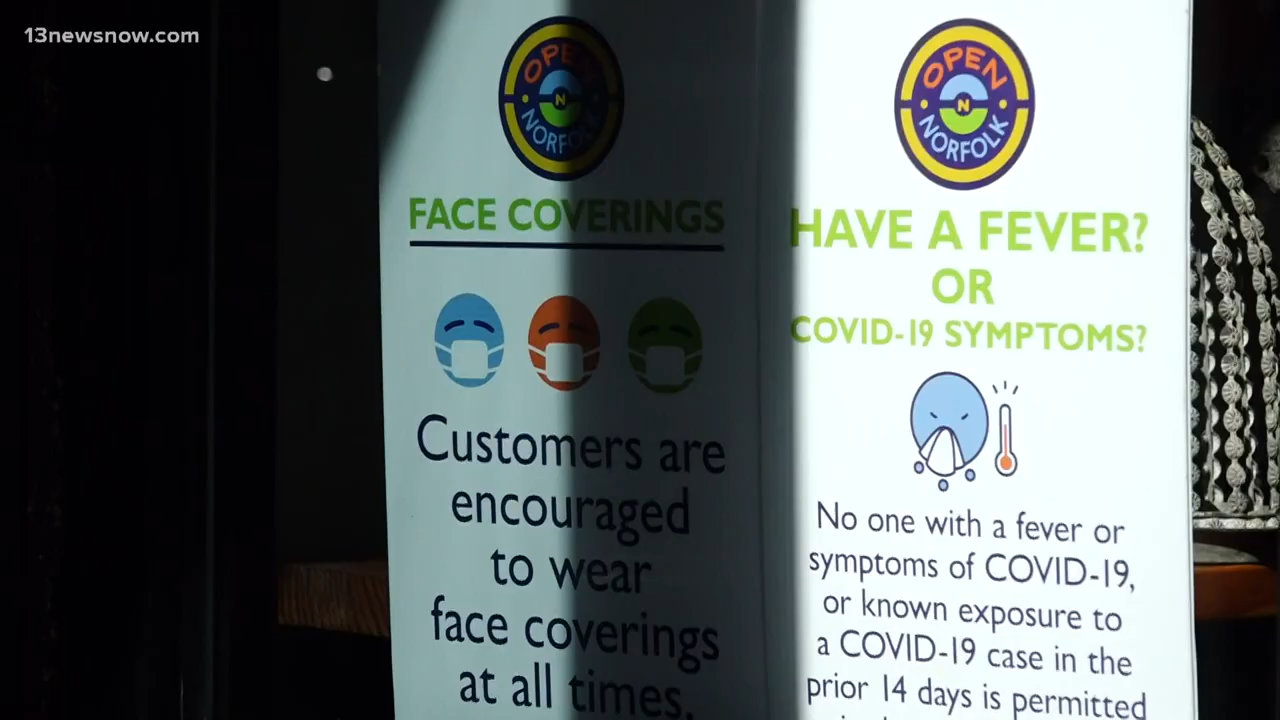 13newsnow.com
OPEN
N
NORFOLK
FACE COVERINGS
Customers are
encouraged
to wear
face coverings
at all times.
OPEN
N
NORFOLK
HAVE A FEVER?
OR
COVID-19 SYMPTOMS?
No one with a fever or
symptoms of COVID-19,
or known exposure to
a COVID-19 case in the
prior 14 days is permitted